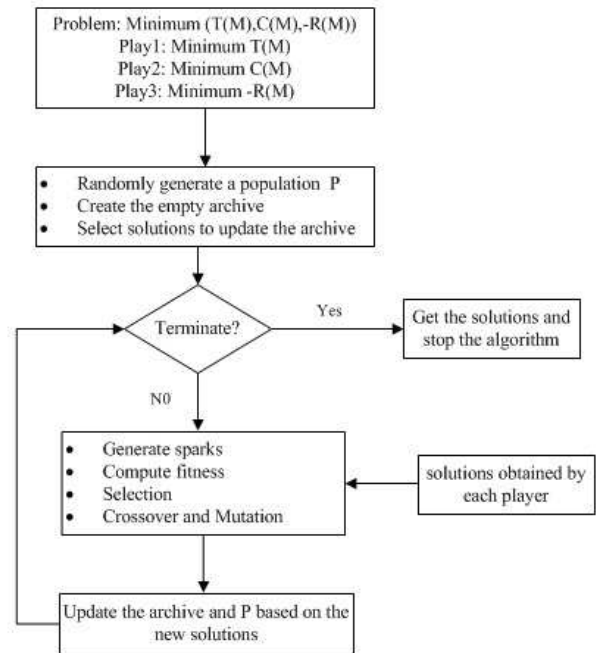 Problem: Minimum (T(M),C(M),-R(M))
Play1: Minimum T(M)
Play2: Minimum C(M)
Play3: Minimum -R(M)
• Randomly generate a population P
• Create the empty archive
• Select solutions to update the archive
Terminate?
Yes
Get the solutions and
stop the algorithm
N0
• Generate sparks
• Compute fitness
• Selection
• Crossover and Mutation
solutions obtained by
each player
Update the archive and P based on the
new solutions